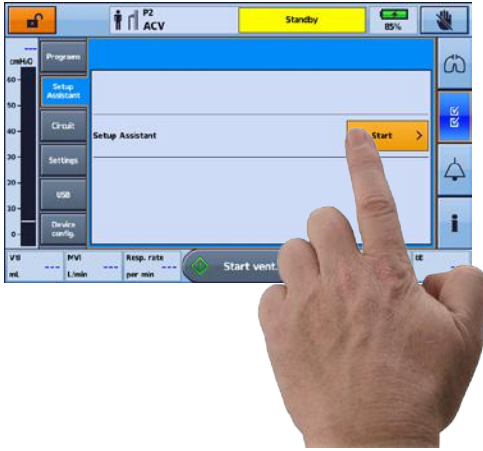 P2
ACV
Standby
85%
cmH2O
60
50
40
30
20
10
0
Programs
Setup
Assistant
Circuit
Settings
USB
Device
config.
Setup Assistant
Start
Vti
mL
---
MVI
L/min
---
Resp. rate
per min
---
Start vent.
I:E